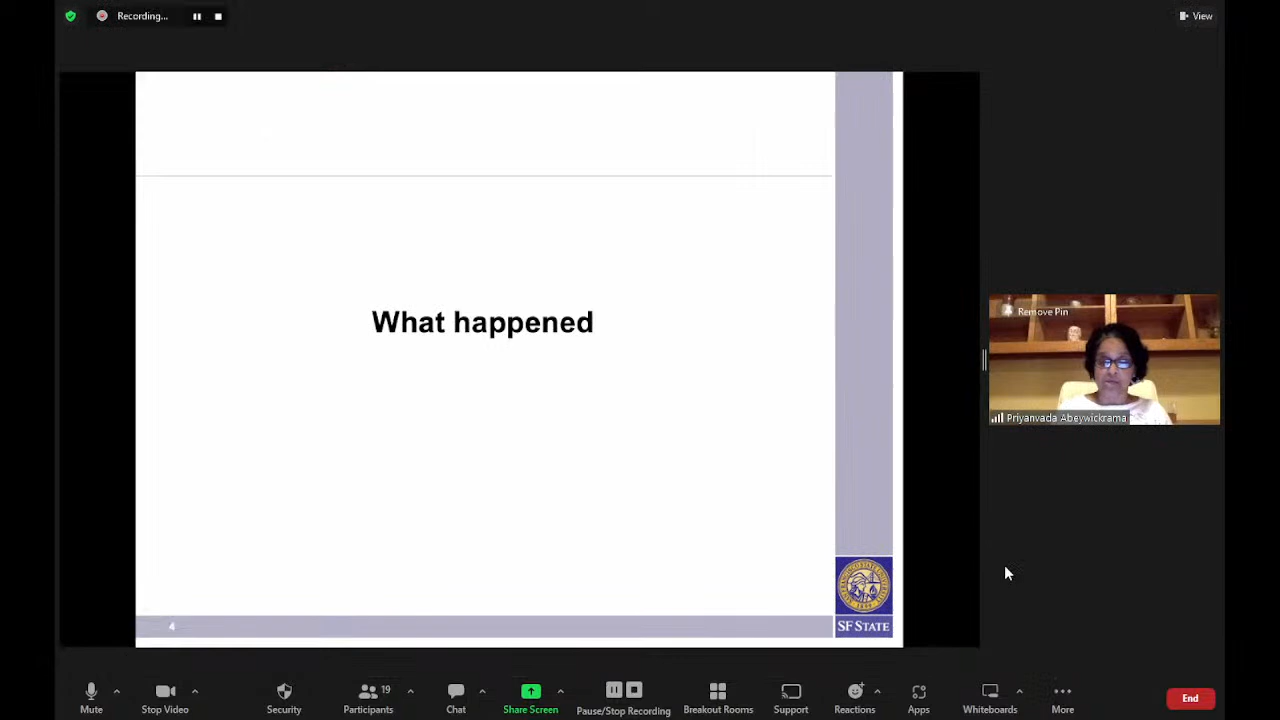 Recording...
View
What happened
Remove Pin
Priyanvada Abeywickrama
4
SF STATE
19
Mute
Stop Video
Security
Participants
Chat
Share Screen
Pause/Stop Recording
Breakout Rooms
Support
Reactions
Apps
Whiteboards
More
End